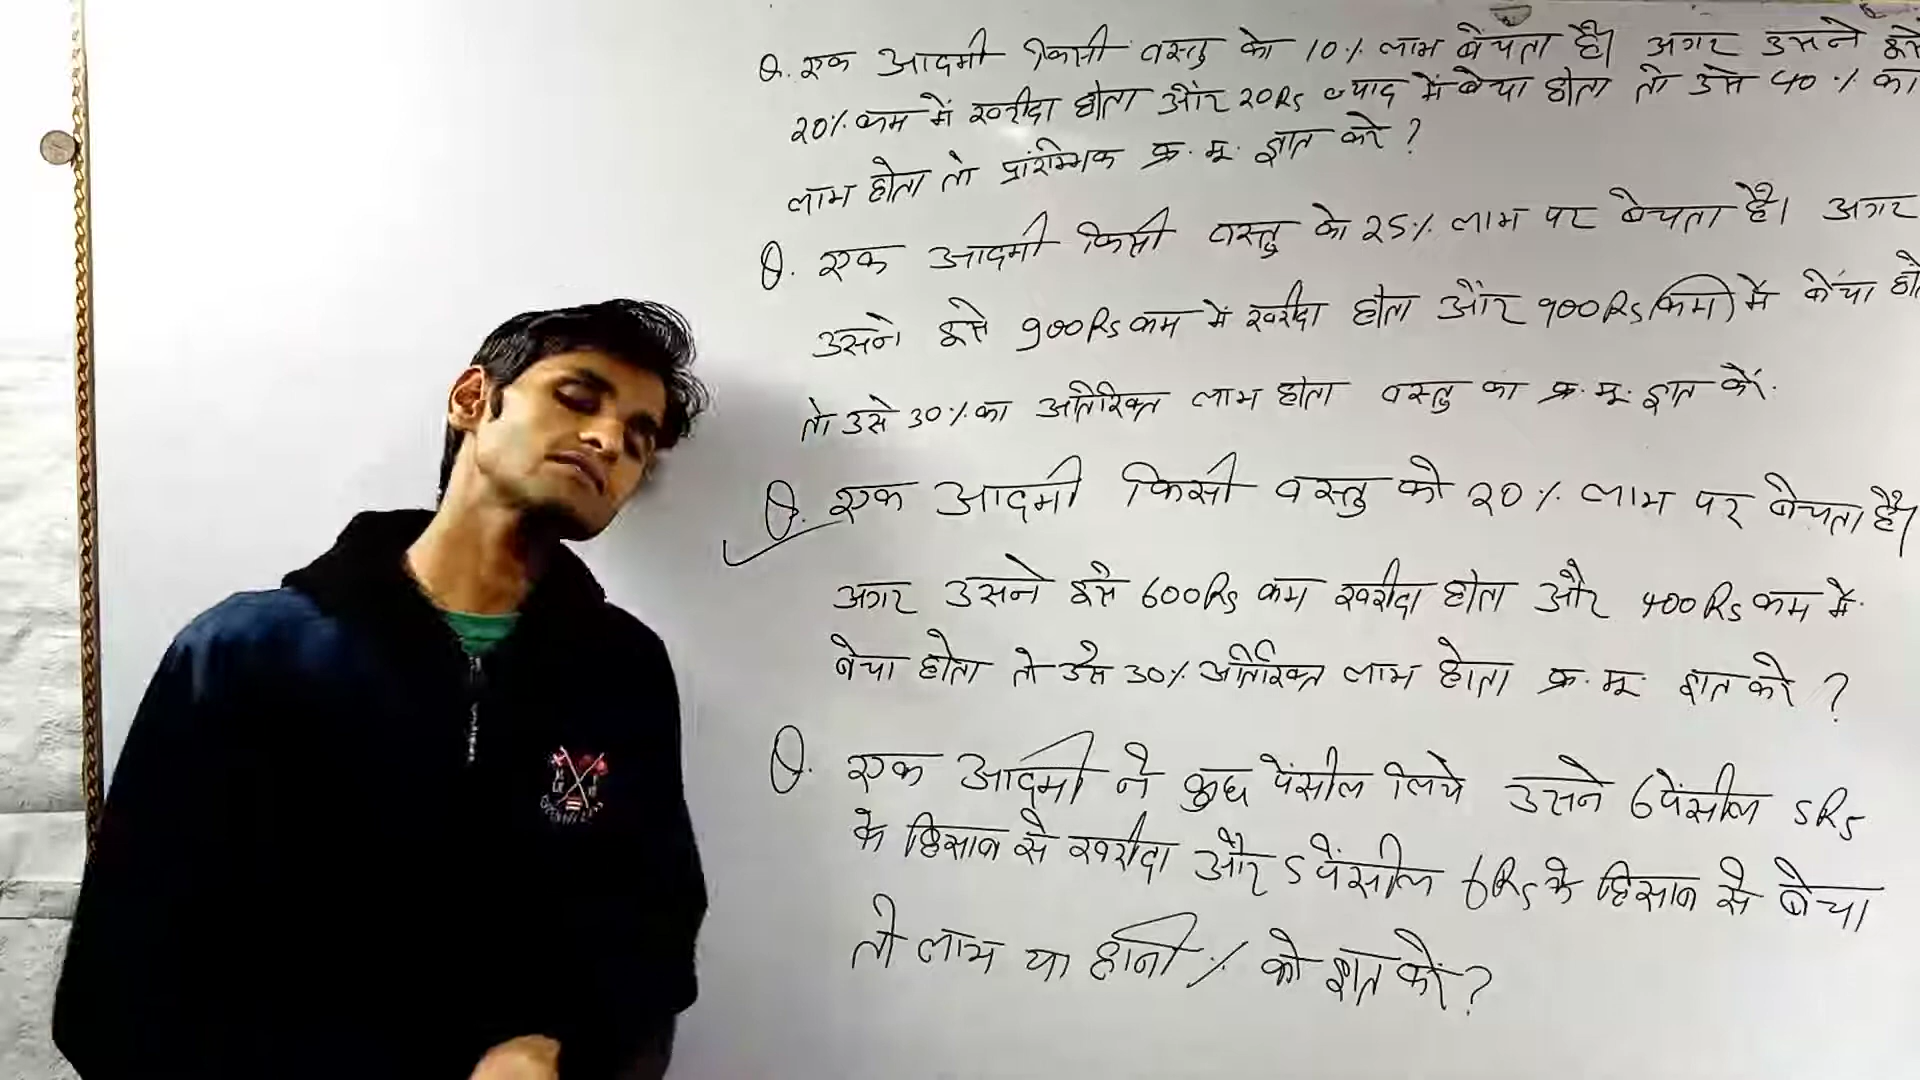 Q. एक आदमी किसी वस्तु को 10% लाभ बेंचता है। अगर उसने इसे
20% कम में खरीदा होता और 20Rs ज्याद में बेचा होता तो उसे 40% का
लाभ होता तो प्रारंम्भिक क्र. मू. ज्ञात करे ?
Q. एक आदमी किसी वस्तु को 25% लाभ पर बेचता है। अगर
उसने इसे 900Rs कम में खरीदा होता और 900Rs (कम) में बेंचा हो
तो उसे 30% का अतिरिक्त लाभ होता वस्तु का क्र. मू. ज्ञात करें.
Q. एक आदमी किसी वस्तु को 20% लाभ पर बेचता है।
अगर उसने इसे 600Rs कम खरीदा होता और 400Rs कम में
बेचा होता तो उसे 30% अतिरिक्त लाभ होता क्र. मू. ज्ञात करे ?
Q. एक आदमी ने कुछ पेंसील लिये उसने 6 पेंसील 5Rs
के हिसाब से खरीदा और 5 पेंसील 6Rs के हिसाब से बेचा
तो लाभ या हानी % को ज्ञात करें ?